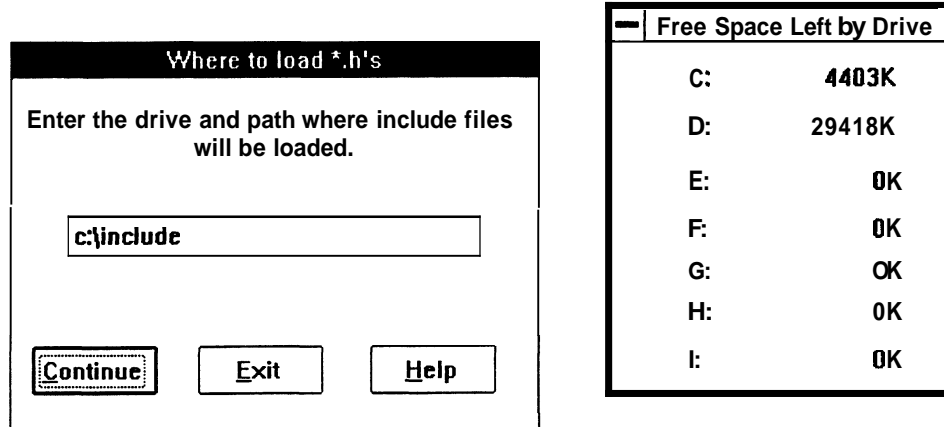 Where to load *.h's
Enter the drive and path where include files
will be loaded.
c:\include
Continue Exit Help
Free Space Left by Drive
C: 4403K
D: 29418K
E: 0K
F: 0K
G: OK
H: 0K
I: 0K